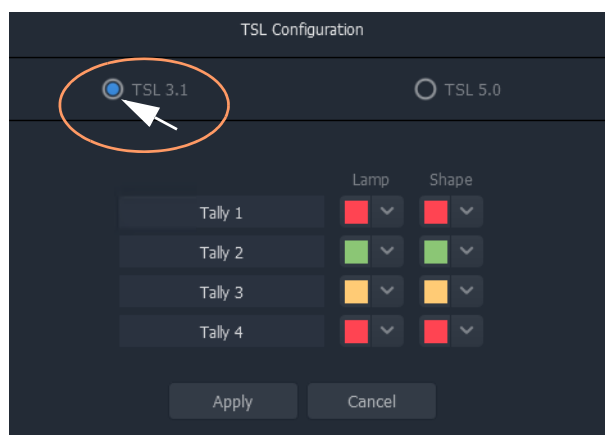 TSL Configuration
TSL 3.1 TSL 5.0
Lamp Shape
Tally 1
Tally 2
Tally 3
Tally 4
Apply Cancel